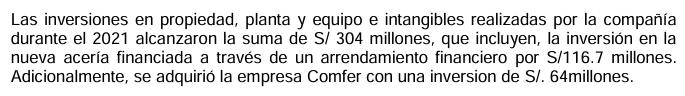 Las inversiones en propiedad, planta y equipo e intangibles realizadas por la compañía
durante el 2021 alcanzaron la suma de S/ 304 millones, que incluyen, la inversión en la
nueva acería financiada a través de un arrendamiento financiero por S/116.7 millones.
Adicionalmente, se adquirió la empresa Comfer con una inversion de S/. 64millones.